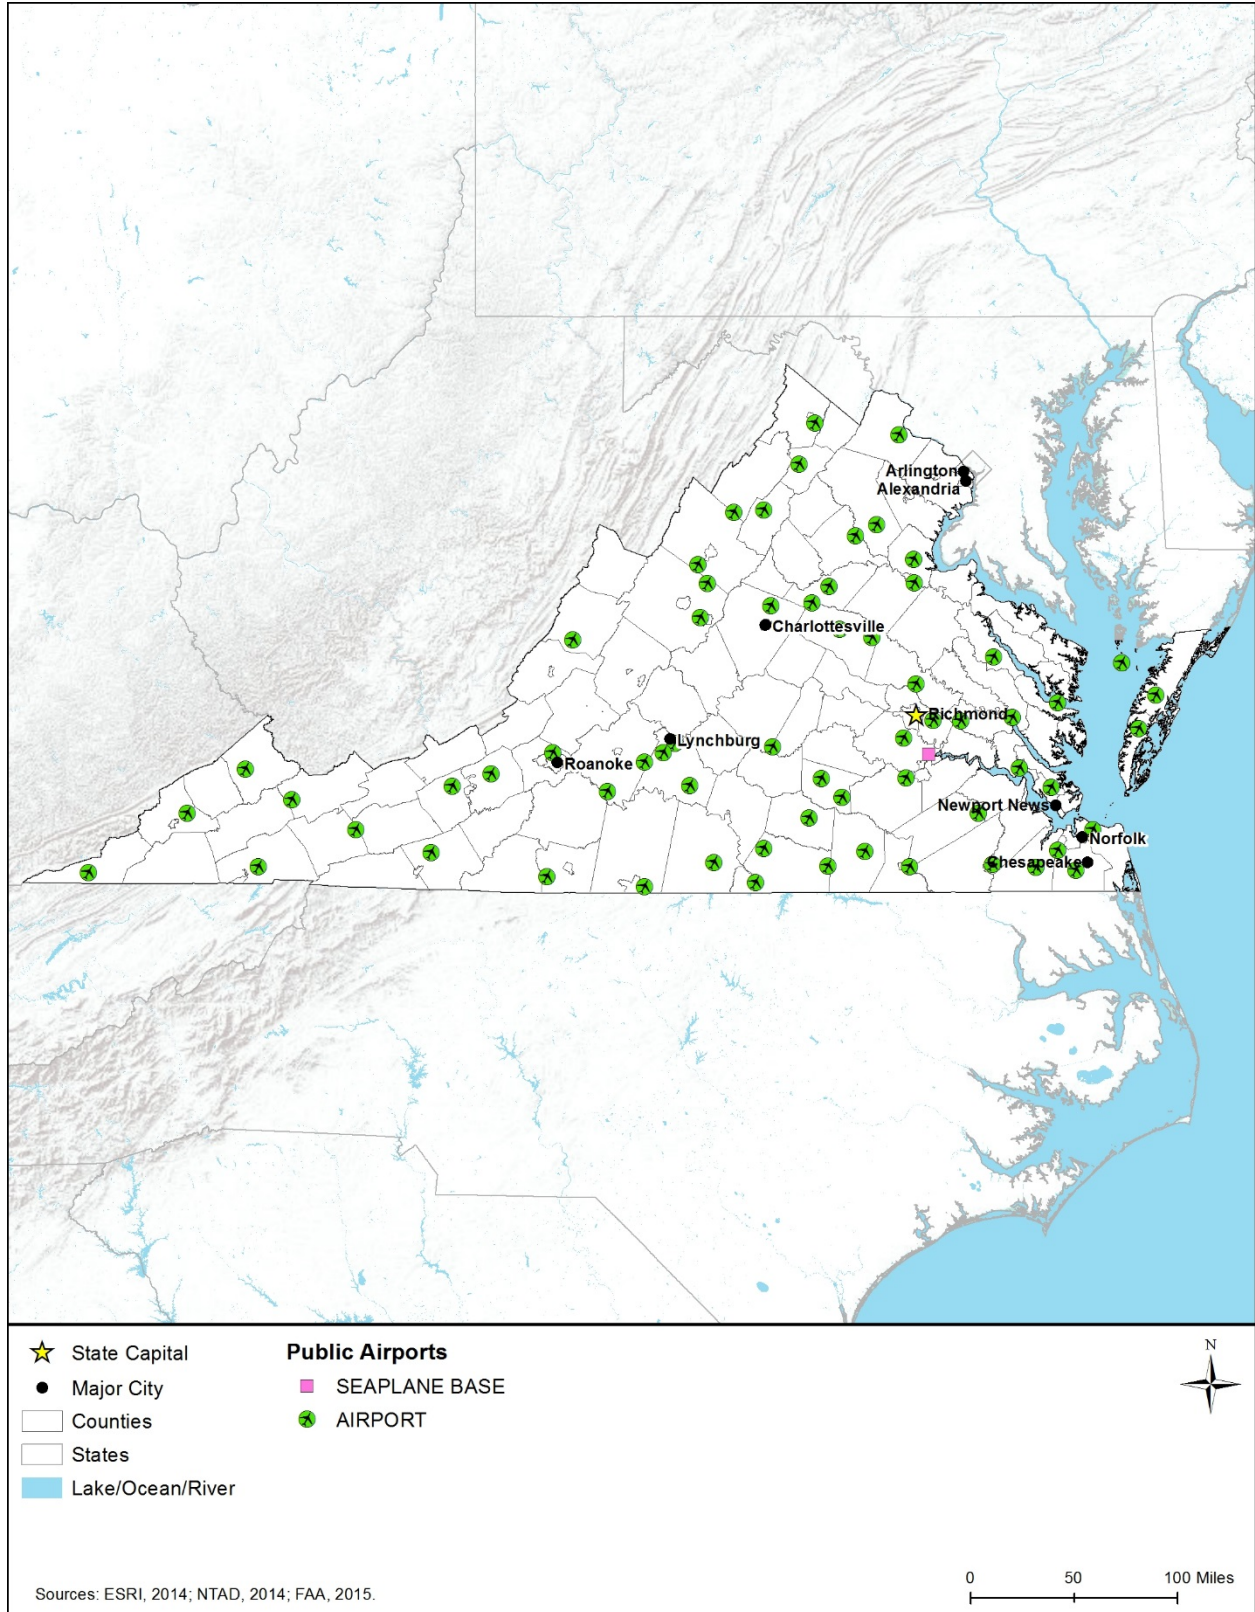 Arlington
Alexandria
Charlottesville
Richmond
Lynchburg
Roanoke
Newport News
Norfolk
Chesapeake
State Capital
Major City
Counties
States
Lake/Ocean/River
Public Airports
SEAPLANE BASE
AIRPORT
N
Sources: ESRI, 2014; NTAD, 2014; FAA, 2015.
0 50 100 Miles